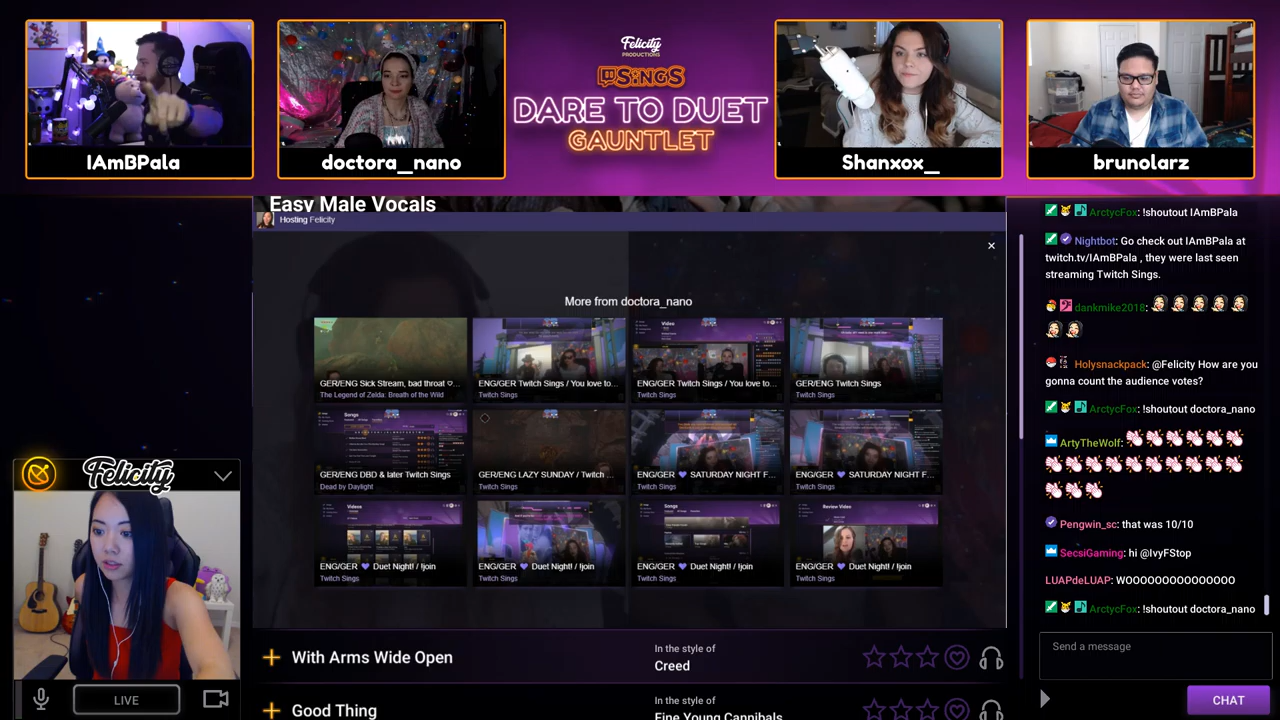 Felicity
PRODUCTIONS
SINGS
DARE TO DUET
GAUNTLET
IAmBPala
doctora_nano
Shanxox_
brunolarz
Easy Male Vocals
Hosting Felicity
More from doctora_nano
GER/ENG Sick Stream, bad throat ♡...
The Legend of Zelda: Breath of the Wild
ENG/GER Twitch Sings / You love to...
Twitch Sings
ENG/GER Twitch Sings / You love to...
Twitch Sings
GER/ENG Twitch Sings
Twitch Sings
GER/ENG DBD & later Twitch Sings
Dead by Daylight
GER/ENG LAZY SUNDAY / Twitch ...
Twitch Sings
ENG/GER 💜 SATURDAY NIGHT F...
Twitch Sings
ENG/GER 💜 SATURDAY NIGHT F...
Twitch Sings
Videos
ENG/GER 💜 Duet Night! / !join
Twitch Sings
ENG/GER 💜 Duet Night! / !join
Twitch Sings
Songs
ENG/GER 💜 Duet Night! / !join
Twitch Sings
Review Video
ENG/GER 💜 Duet Night! / !join
Twitch Sings
With Arms Wide Open
In the style of
Creed
Good Thing
In the style of
Fine Young Cannibals
Felicity
LIVE
ArctycFox: !shoutout IAmBPala
Nightbot: Go check out IAmBPala at
twitch.tv/IAmBPala , they were last seen
streaming Twitch Sings.
dankmike2018:
Holysnackpack: @Felicity How are you
gonna count the audience votes?
ArctycFox: !shoutout doctora_nano
ArtyTheWolf:
Pengwin_sc: that was 10/10
SecsiGaming: hi @IvyFStop
LUAPdeLUAP: WOOOOOOOOOOOOOOO
ArctycFox: !shoutout doctora_nano
Send a message
CHAT